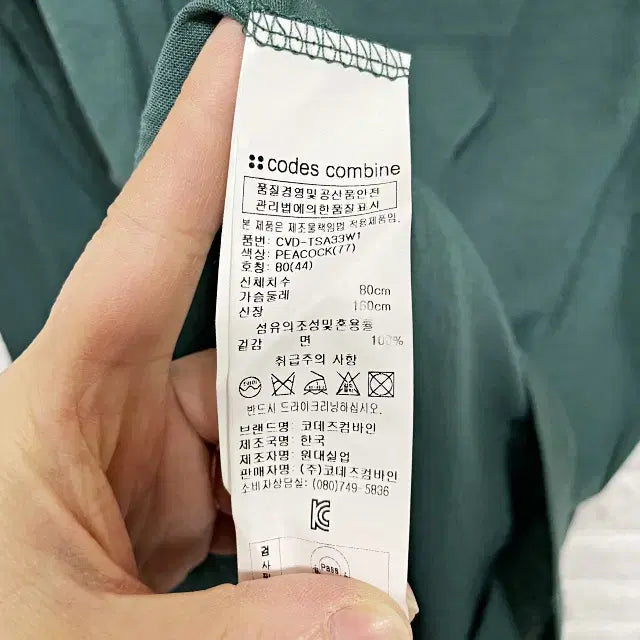 codes combine
품질경영및공산품안전
관리법에의한품질표시
본 제품은 제조물책임법 적용제품임.
품번: CVD-TSA33W1
색상: PEACOCK(77)
호칭: 80(44)
신체치수
가슴둘레 80cm
신장 160cm
섬유의조성및혼용률
겉감 면 100%
취급주의 사항
반드시 드라이크리닝하십시오.
브랜드명: 코데즈컴바인
제조국명: 한국
제조자명: 원대실업
판매자명: (주)코데즈컴바인
소비자상담실: (080)749-5836
검
사
Pass